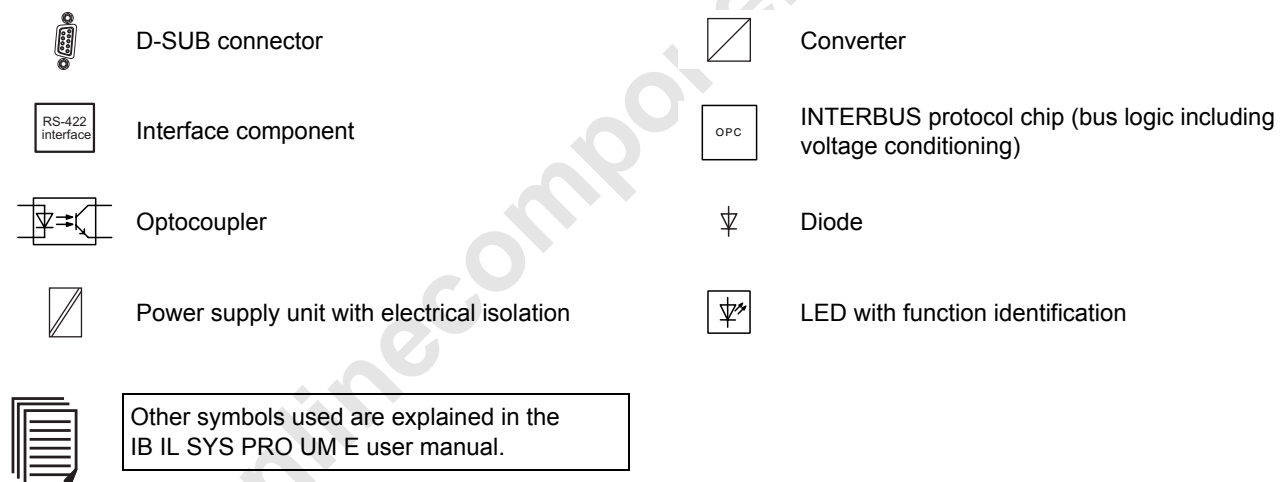 D-SUB connector
Converter
RS-422
interface
Interface component
OPC
INTERBUS protocol chip (bus logic including
voltage conditioning)
Optocoupler
Diode
Power supply unit with electrical isolation
LED with function identification
Other symbols used are explained in the
IB IL SYS PRO UM E user manual.